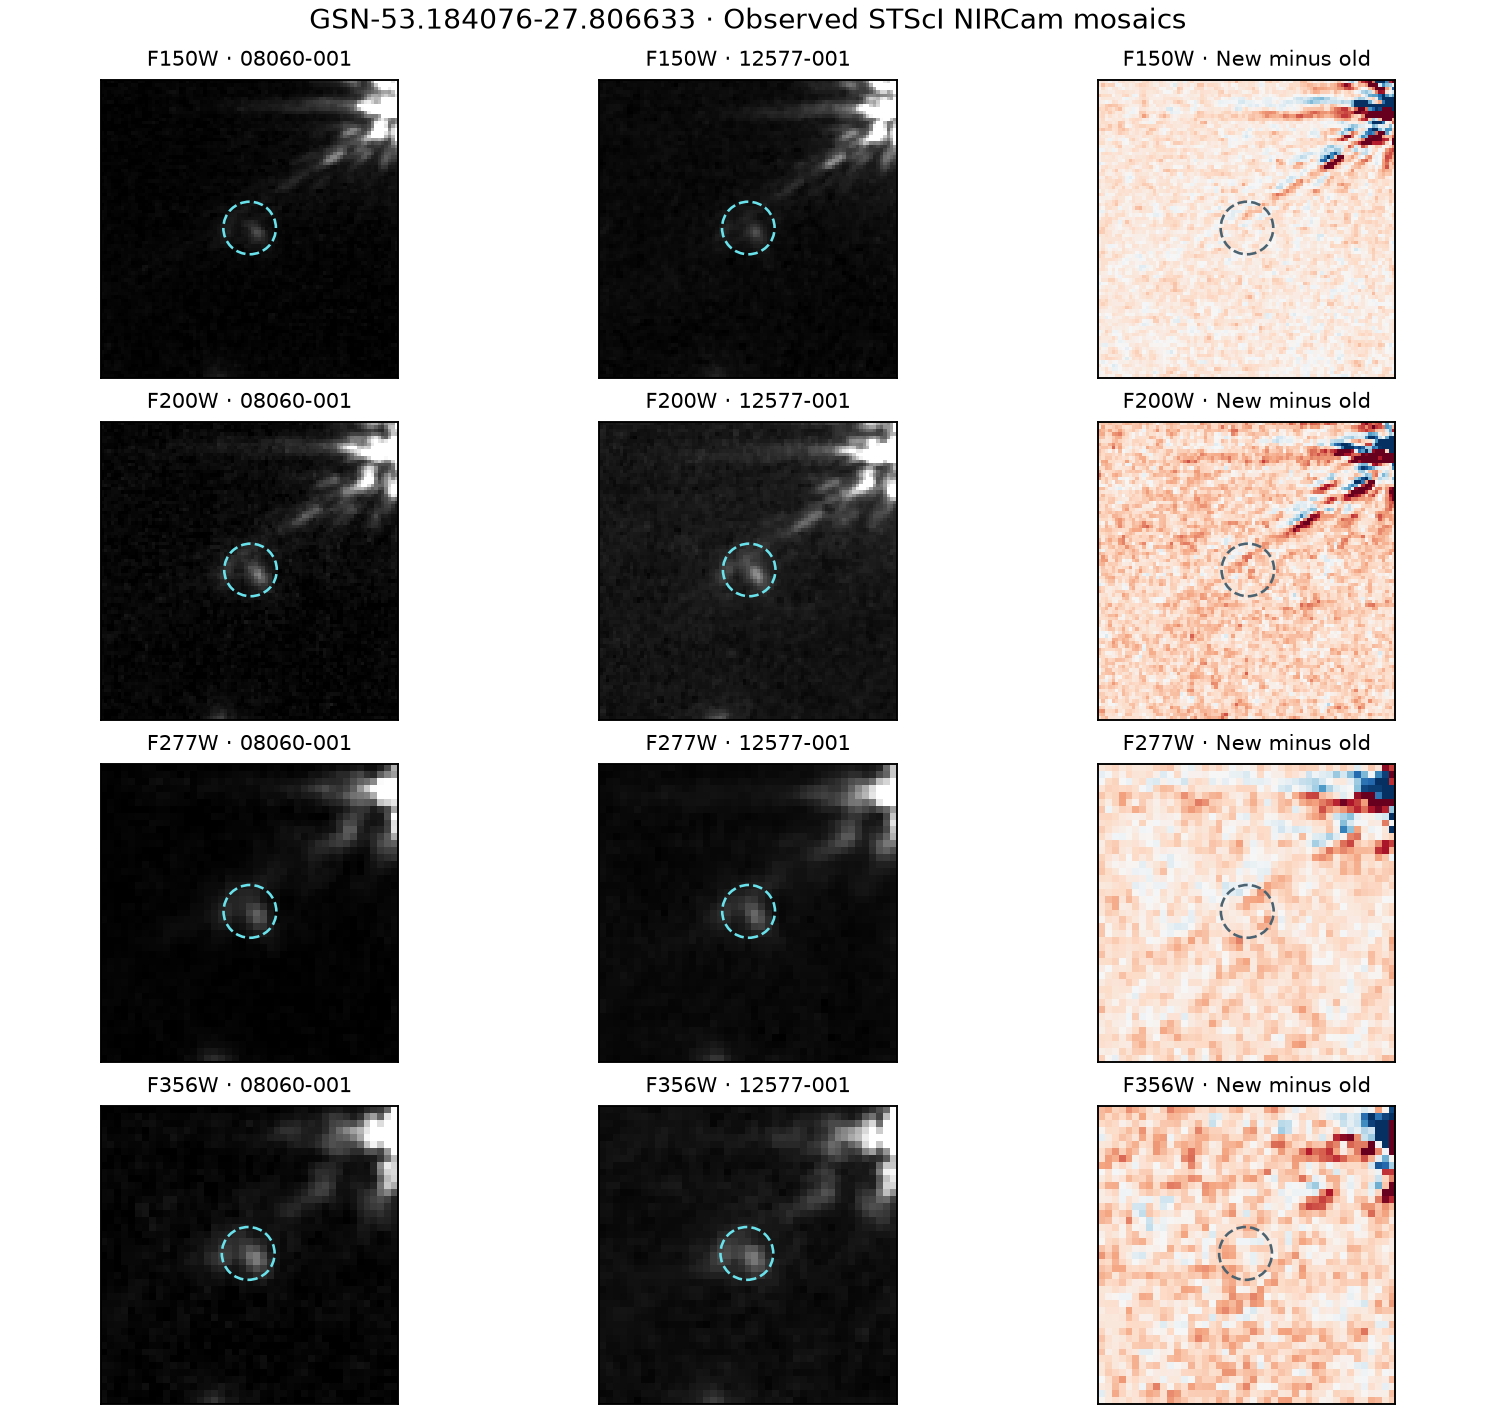 GSN-53.184076-27.806633 · Observed STScI NIRCam mosaics
F150W · 08060-001
F150W · 12577-001
F150W · New minus old
F200W · 08060-001
F200W · 12577-001
F200W · New minus old
F277W · 08060-001
F277W · 12577-001
F277W · New minus old
F356W · 08060-001
F356W · 12577-001
F356W · New minus old